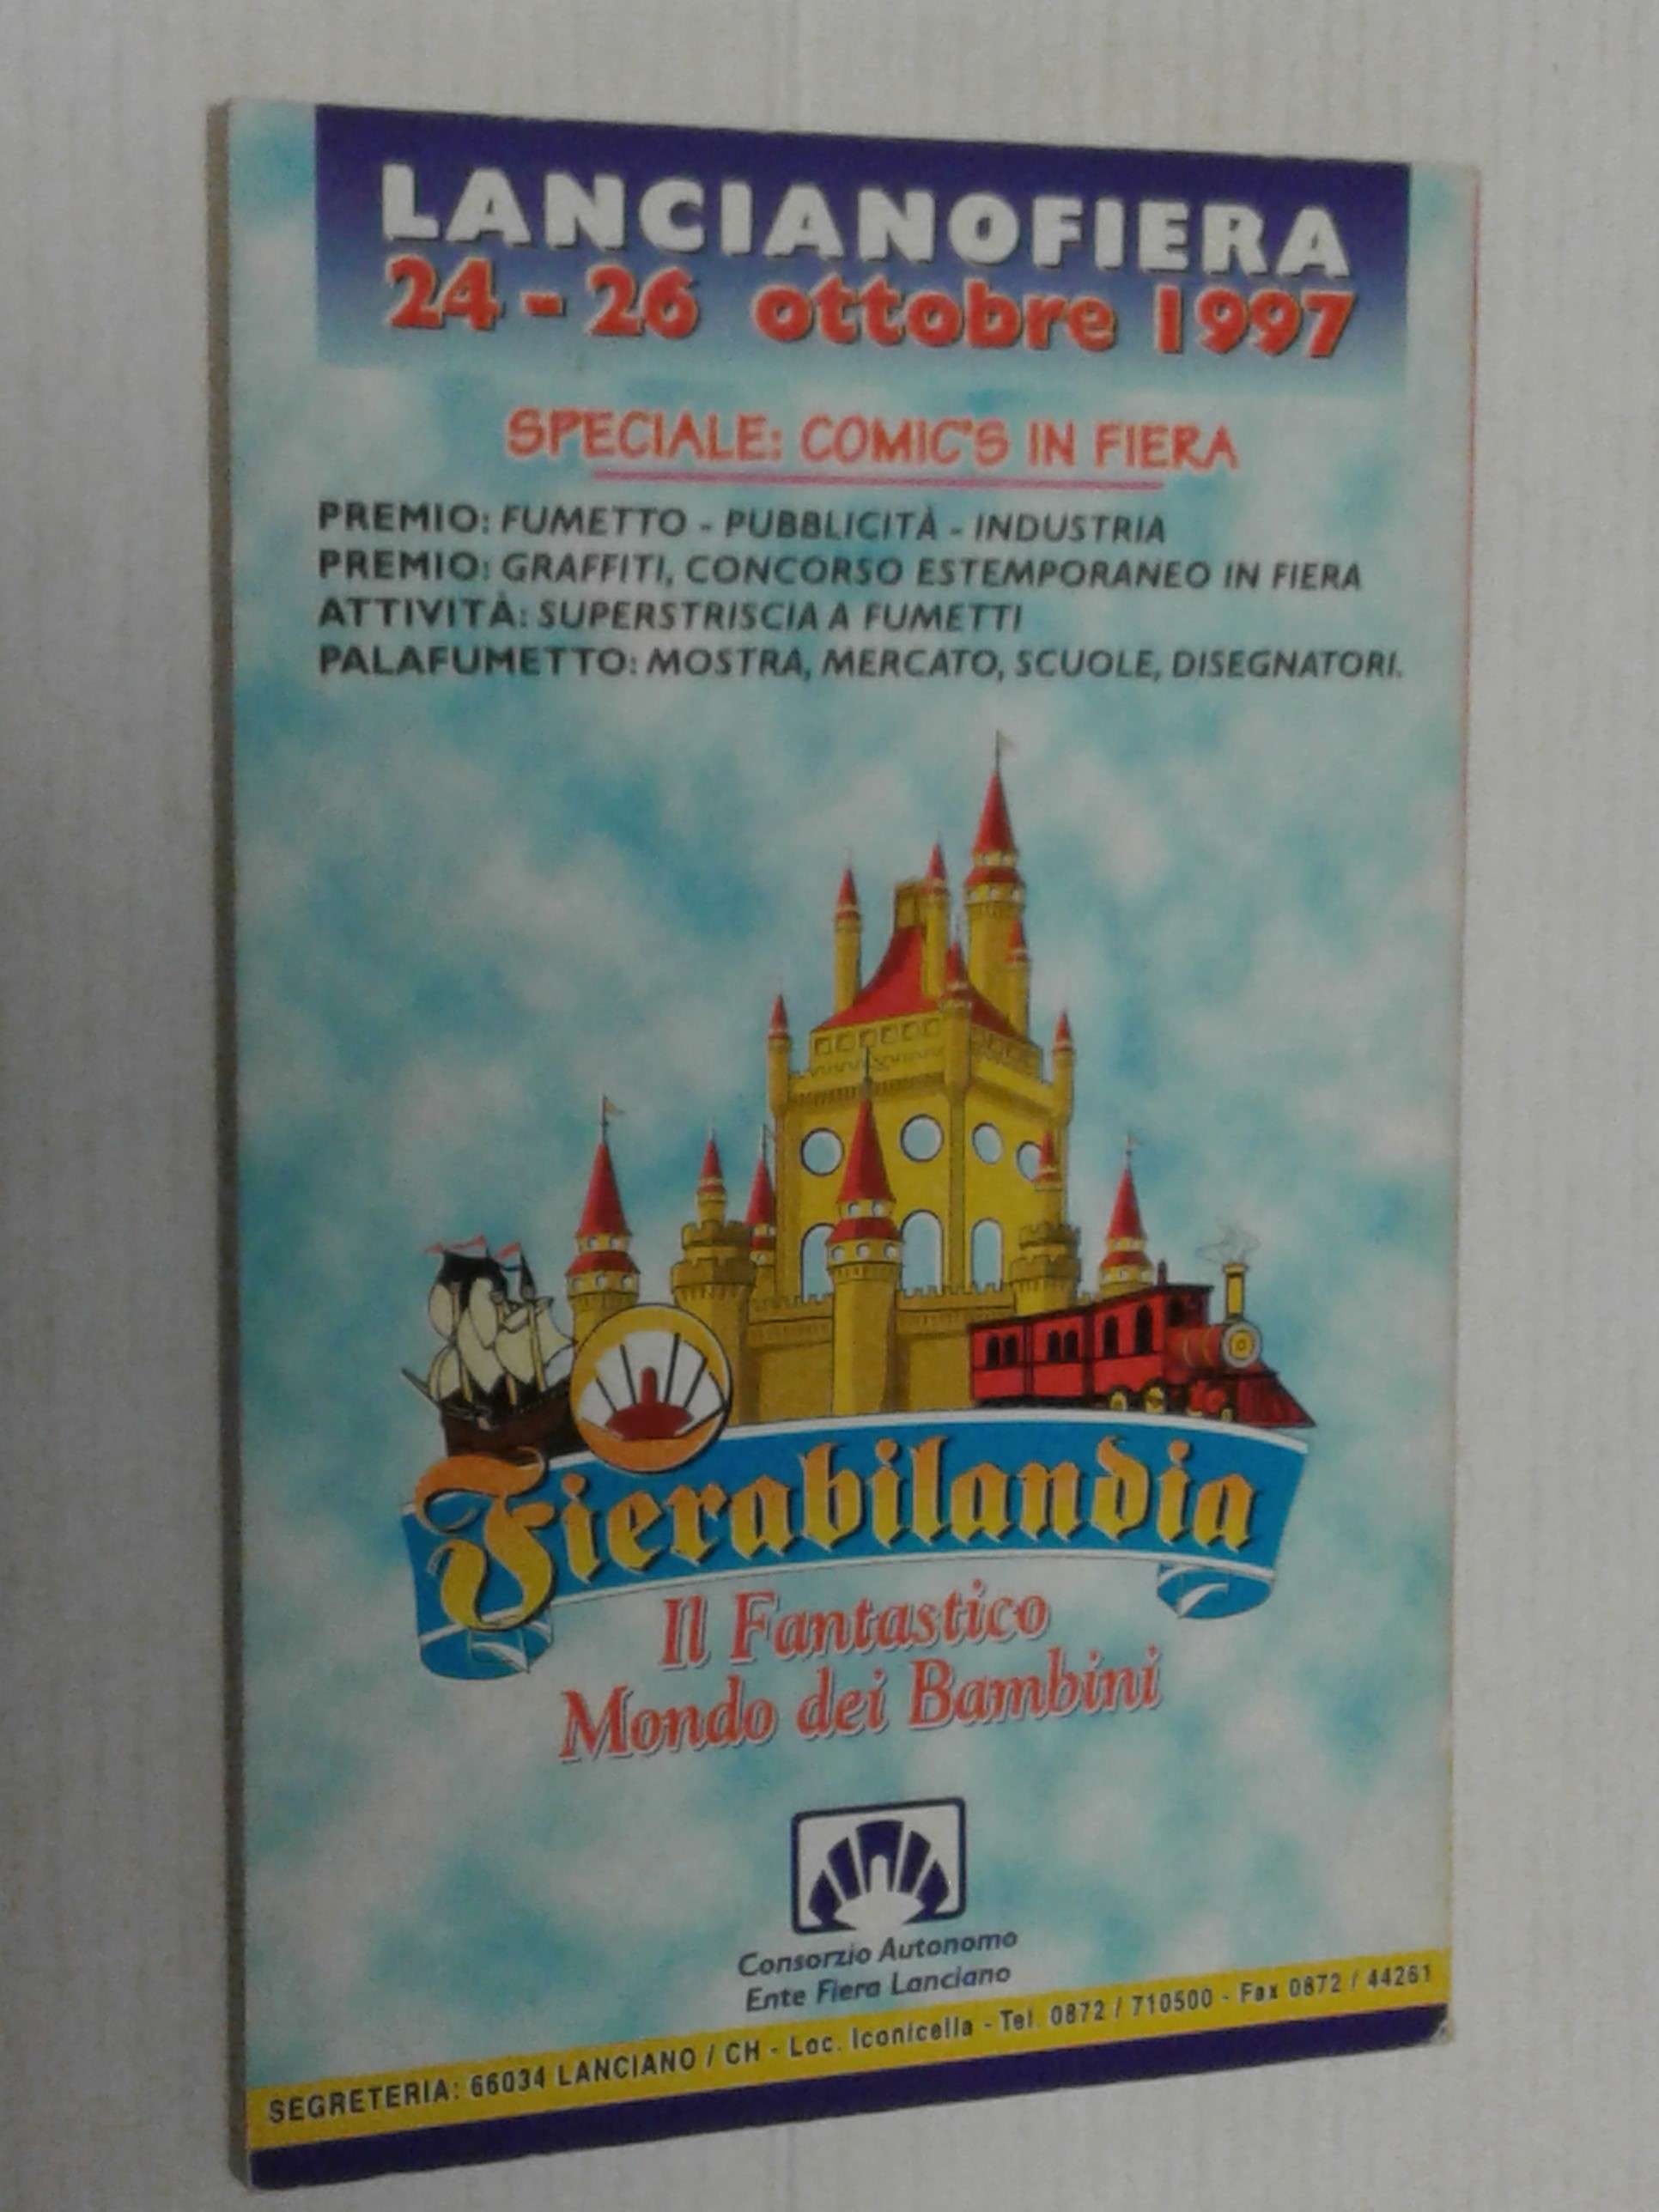 LANCIANOFIERA
24 - 26 ottobre 1997
SPECIALE: COMIC'S IN FIERA
PREMIO: FUMETTO - PUBBLICITÀ - INDUSTRIA
PREMIO: GRAFFITI, CONCORSO ESTEMPORANEO IN FIERA
ATTIVITÀ: SUPERSTRISCIA A FUMETTI
PALAFUMETTO: MOSTRA, MERCATO, SCUOLE, DISEGNATORI.
Fierabilandia
Il Fantastico
Mondo dei Bambini
Consorzio Autonomo
Ente Fiera Lanciano
SEGRETERIA: 66034 LANCIANO / CH - Loc. Iconicella - Tel. 0872 / 710500 - Fax 0872 / 44261